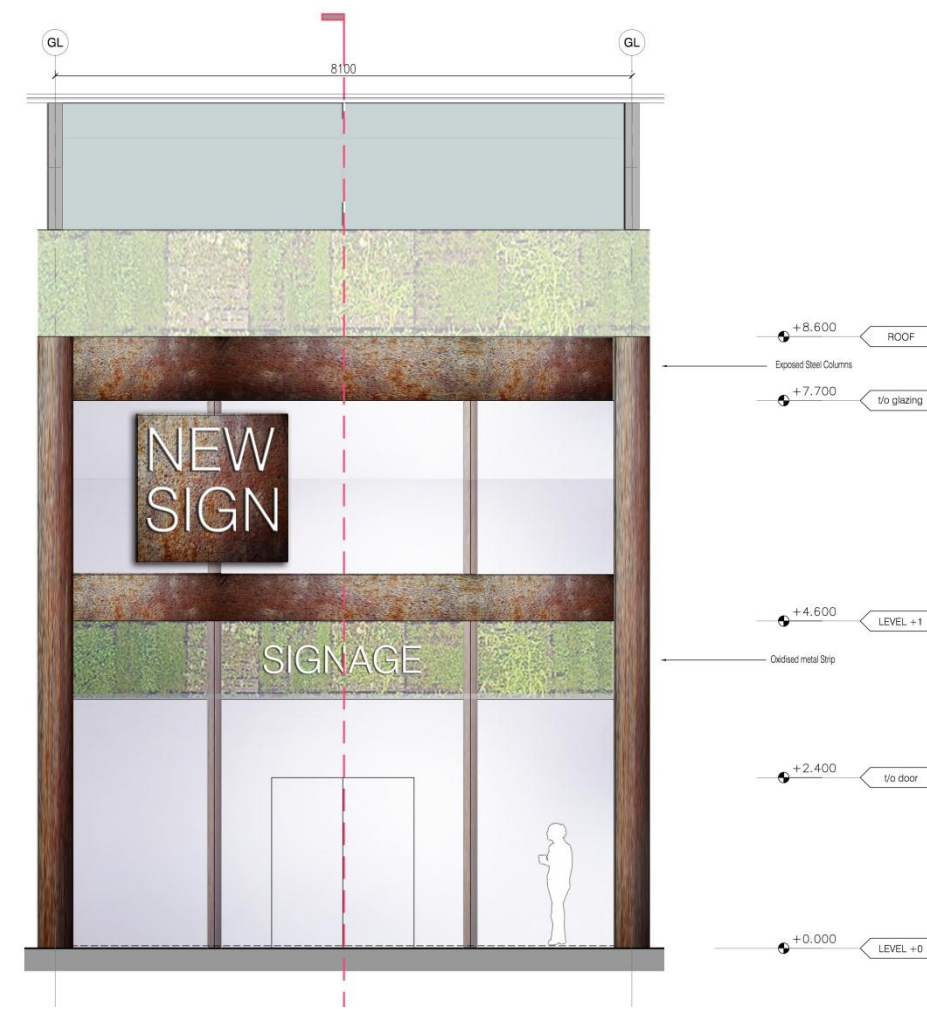 GL
GL
8100
+8.600
ROOF
Exposed Steel Columns
+7.700
t/o glazing
NEW
SIGN
+4.600
LEVEL +1
SIGNAGE
Oxidised metal Strip
+2.400
t/o door
+0.000
LEVEL +0